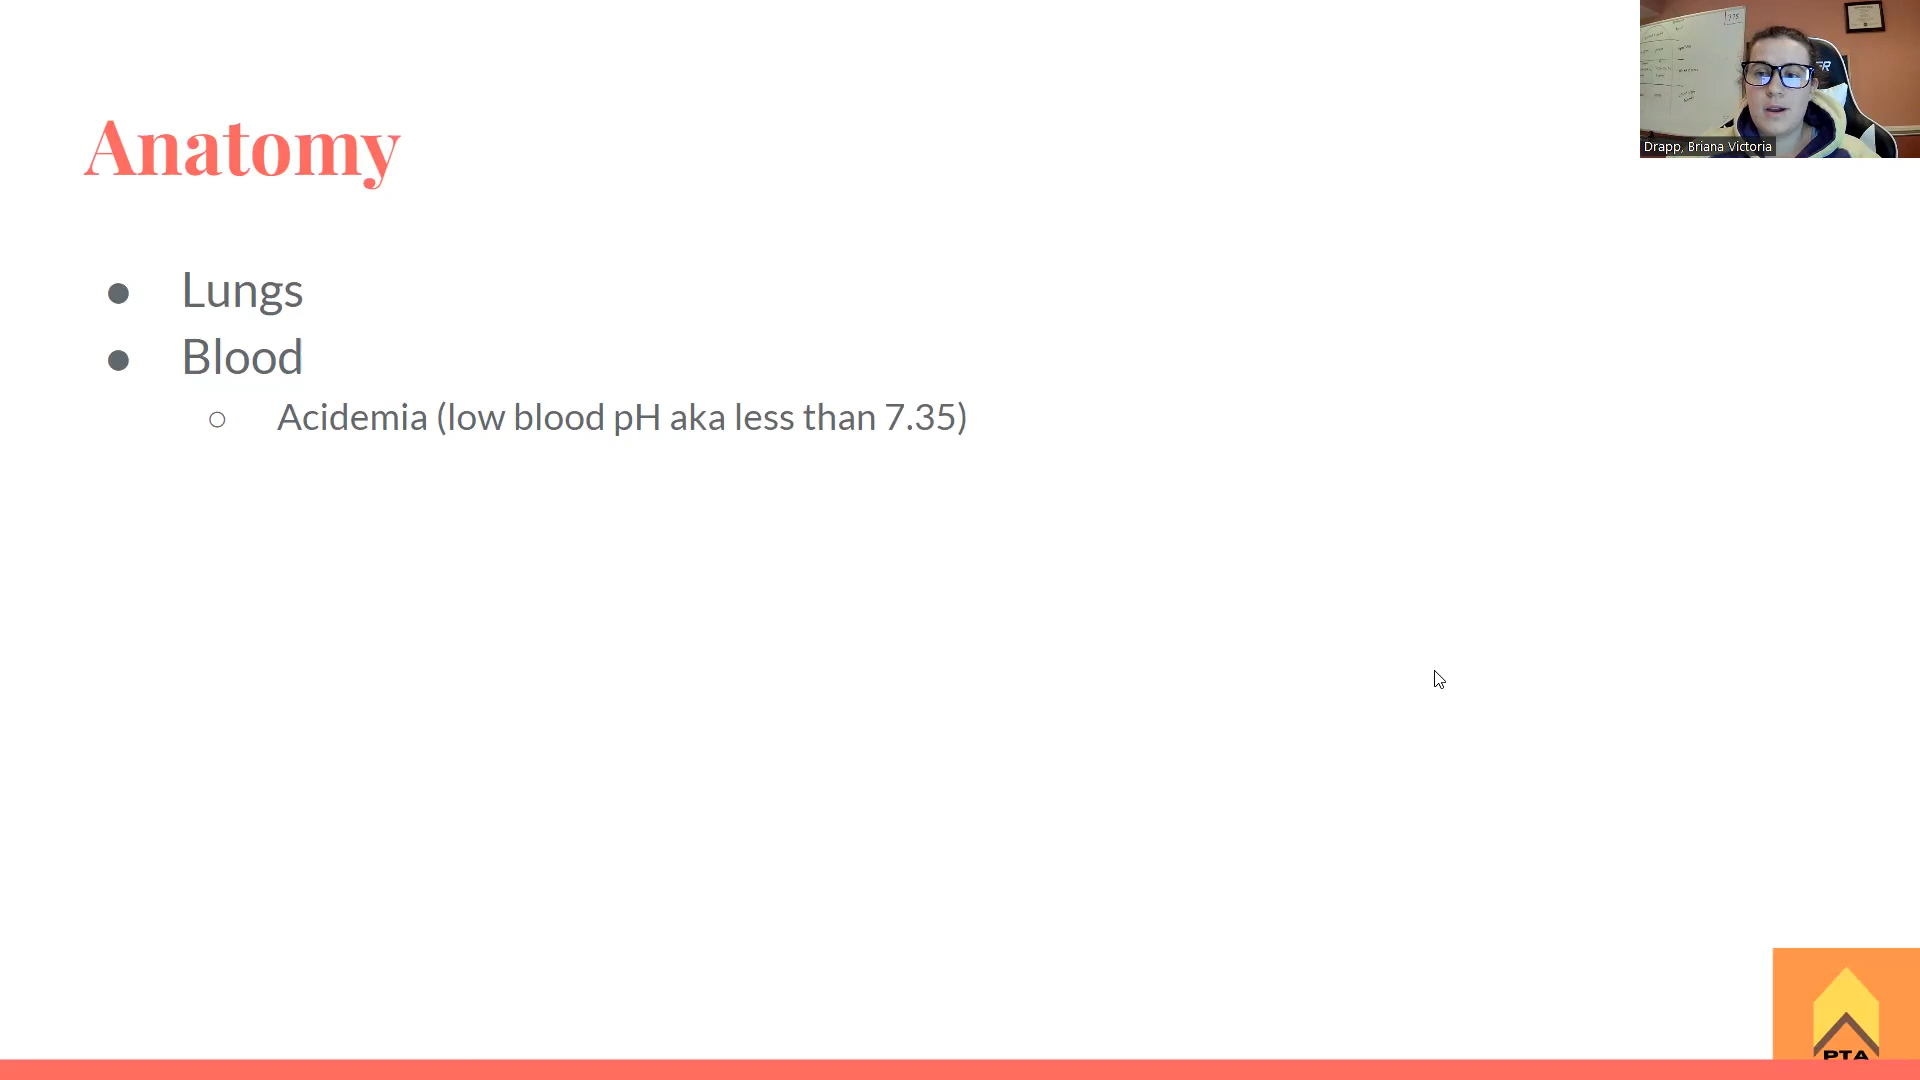 Anatomy
Lungs
Blood
Acidemia (low blood pH aka less than 7.35)
Drapp, Briana Victoria
PTA